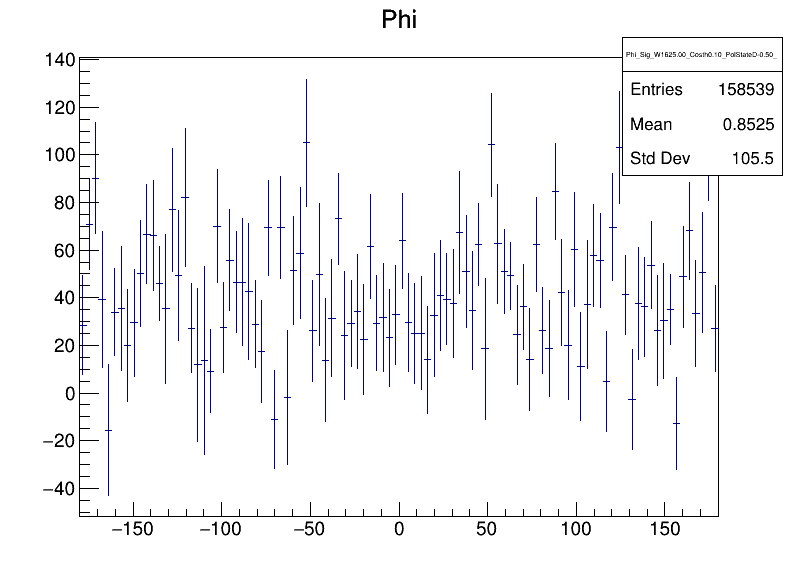 Phi
Phi_Sig_W1625.00_Costh0.10_PolStateD-0.50_
Entries 158539
Mean 0.8525
Std Dev 105.5
140
120
100
80
60
40
20
0
−20
−40
−150 −100 −50 0 50 100 150